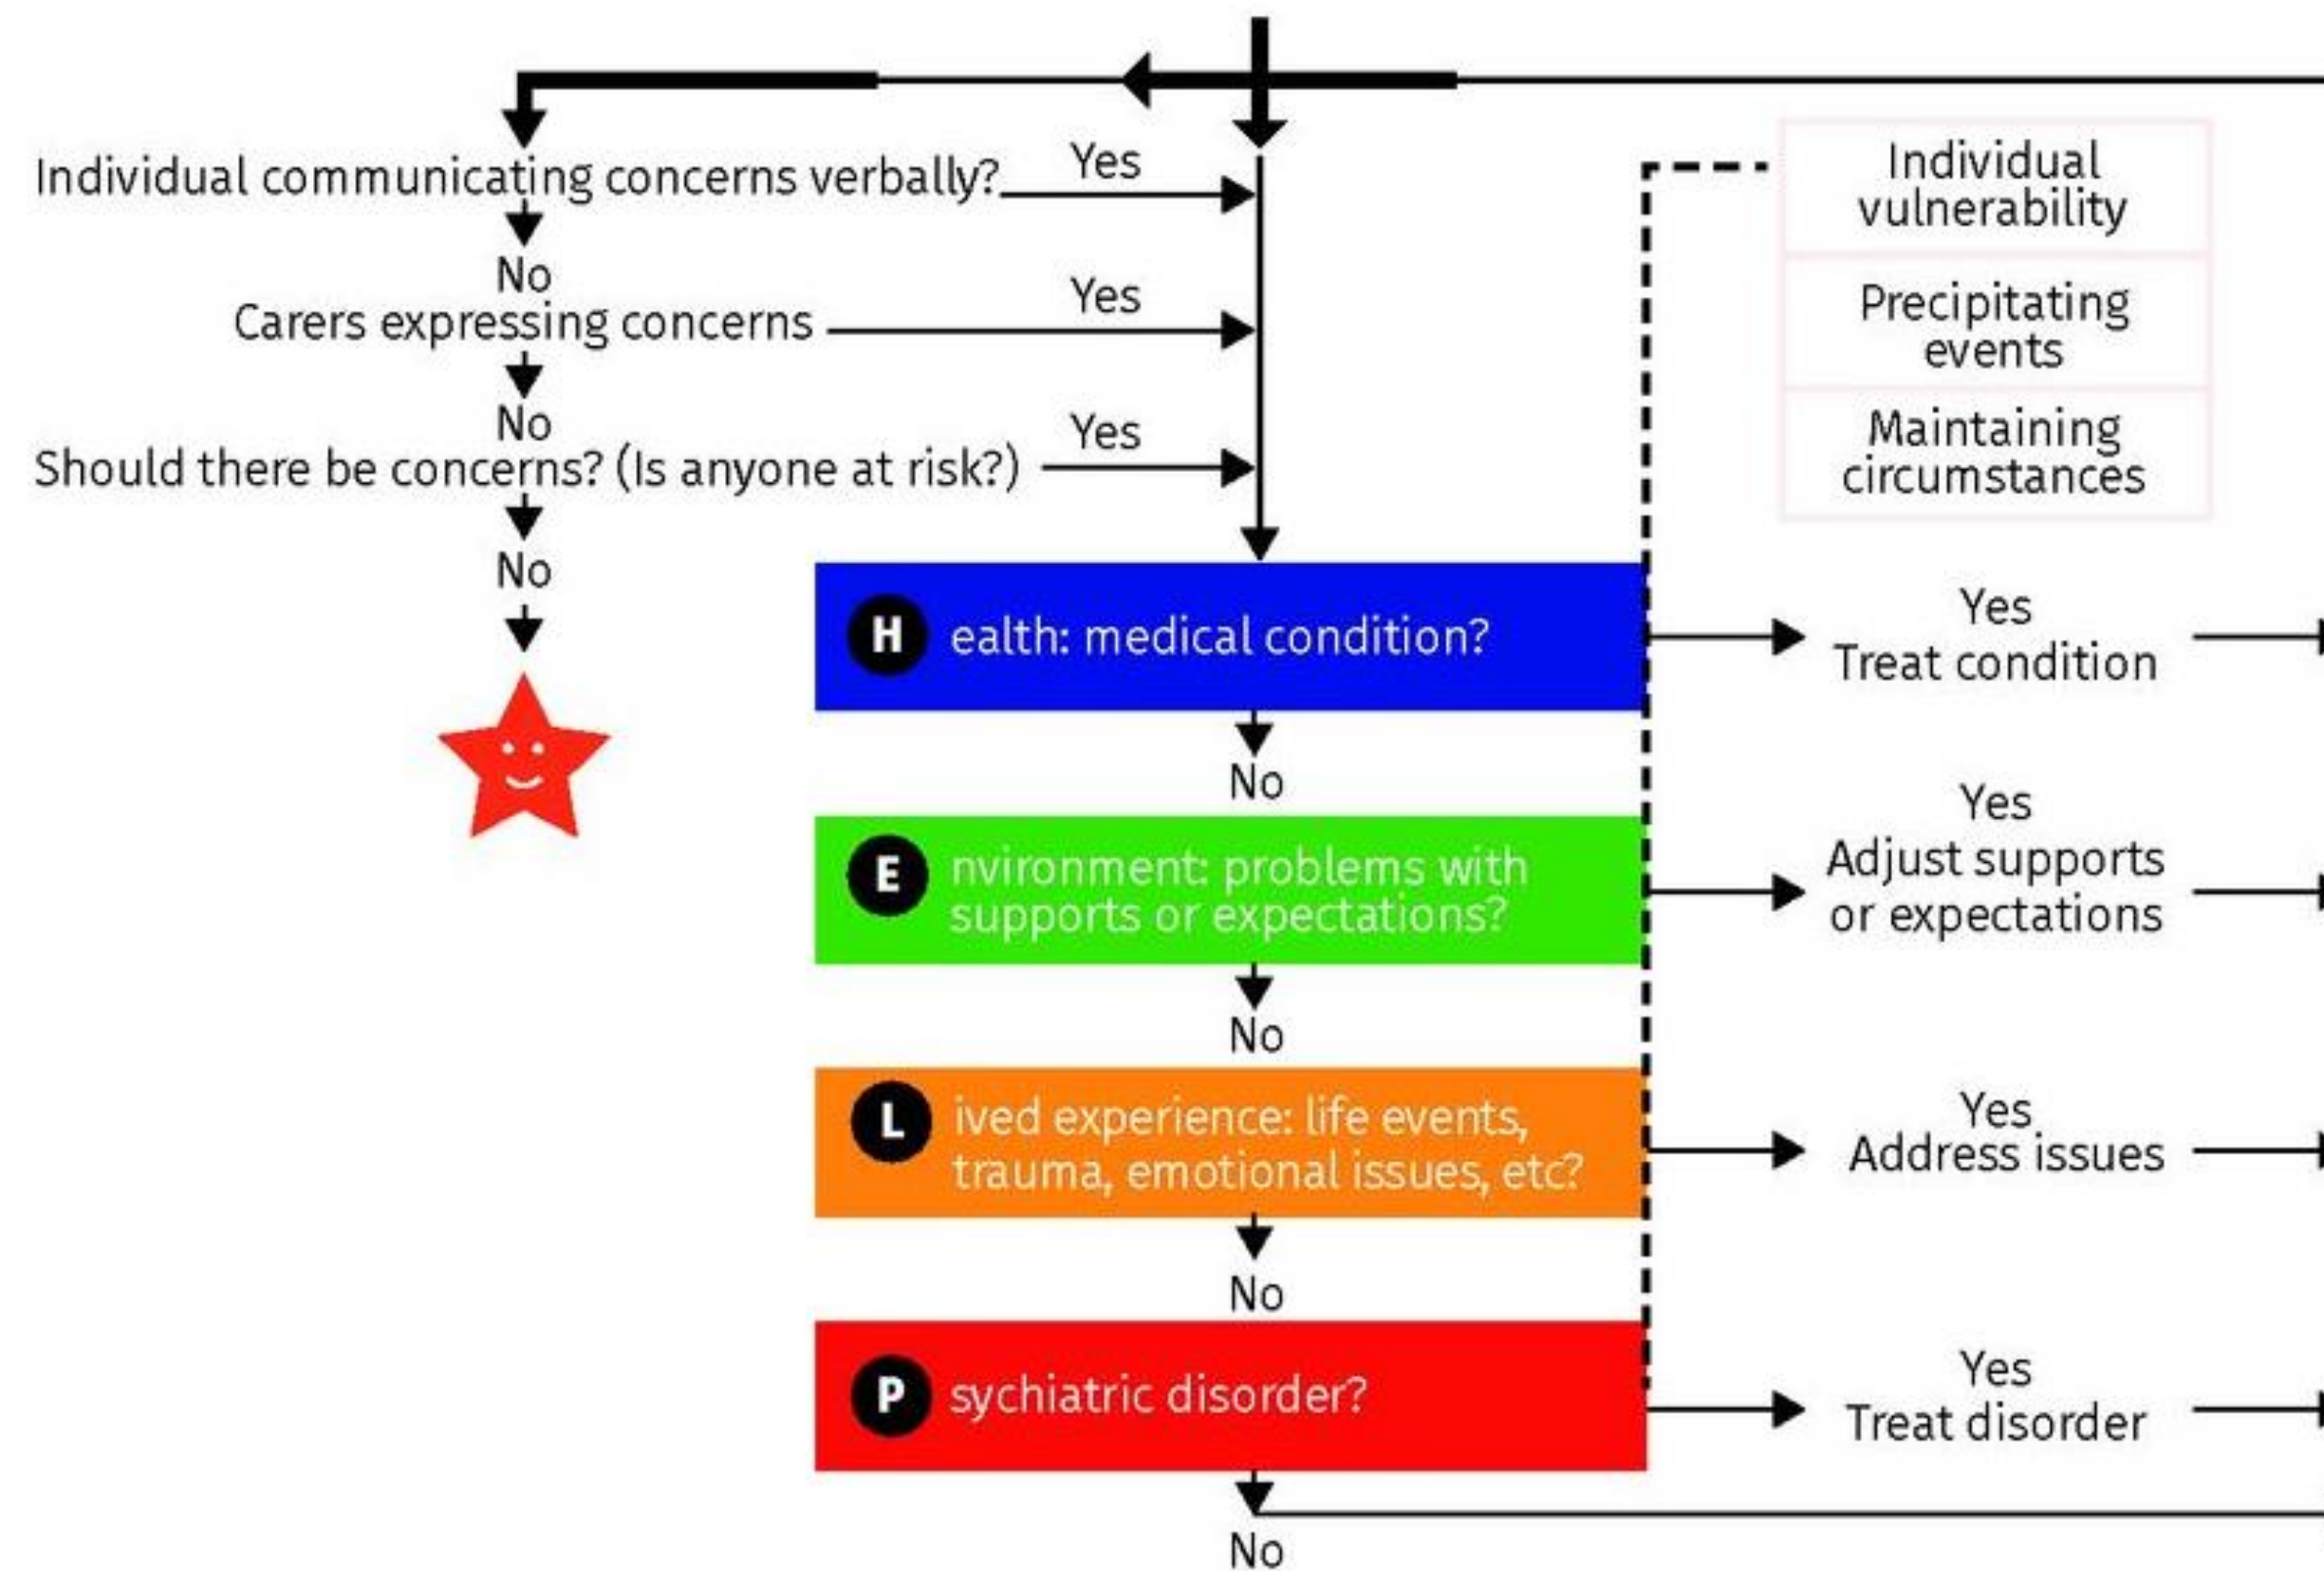 Individual communicating concerns verbally?
Yes
No
Carers expressing concerns
Yes
No
Should there be concerns? (Is anyone at risk?)
Yes
No
Individual
vulnerability
Precipitating
events
Maintaining
circumstances
H ealth: medical condition?
Yes
Treat condition
No
E nvironment: problems with
supports or expectations?
Yes
Adjust supports
or expectations
No
L ived experience: life events,
trauma, emotional issues, etc?
Yes
Address issues
No
P sychiatric disorder?
Yes
Treat disorder
No